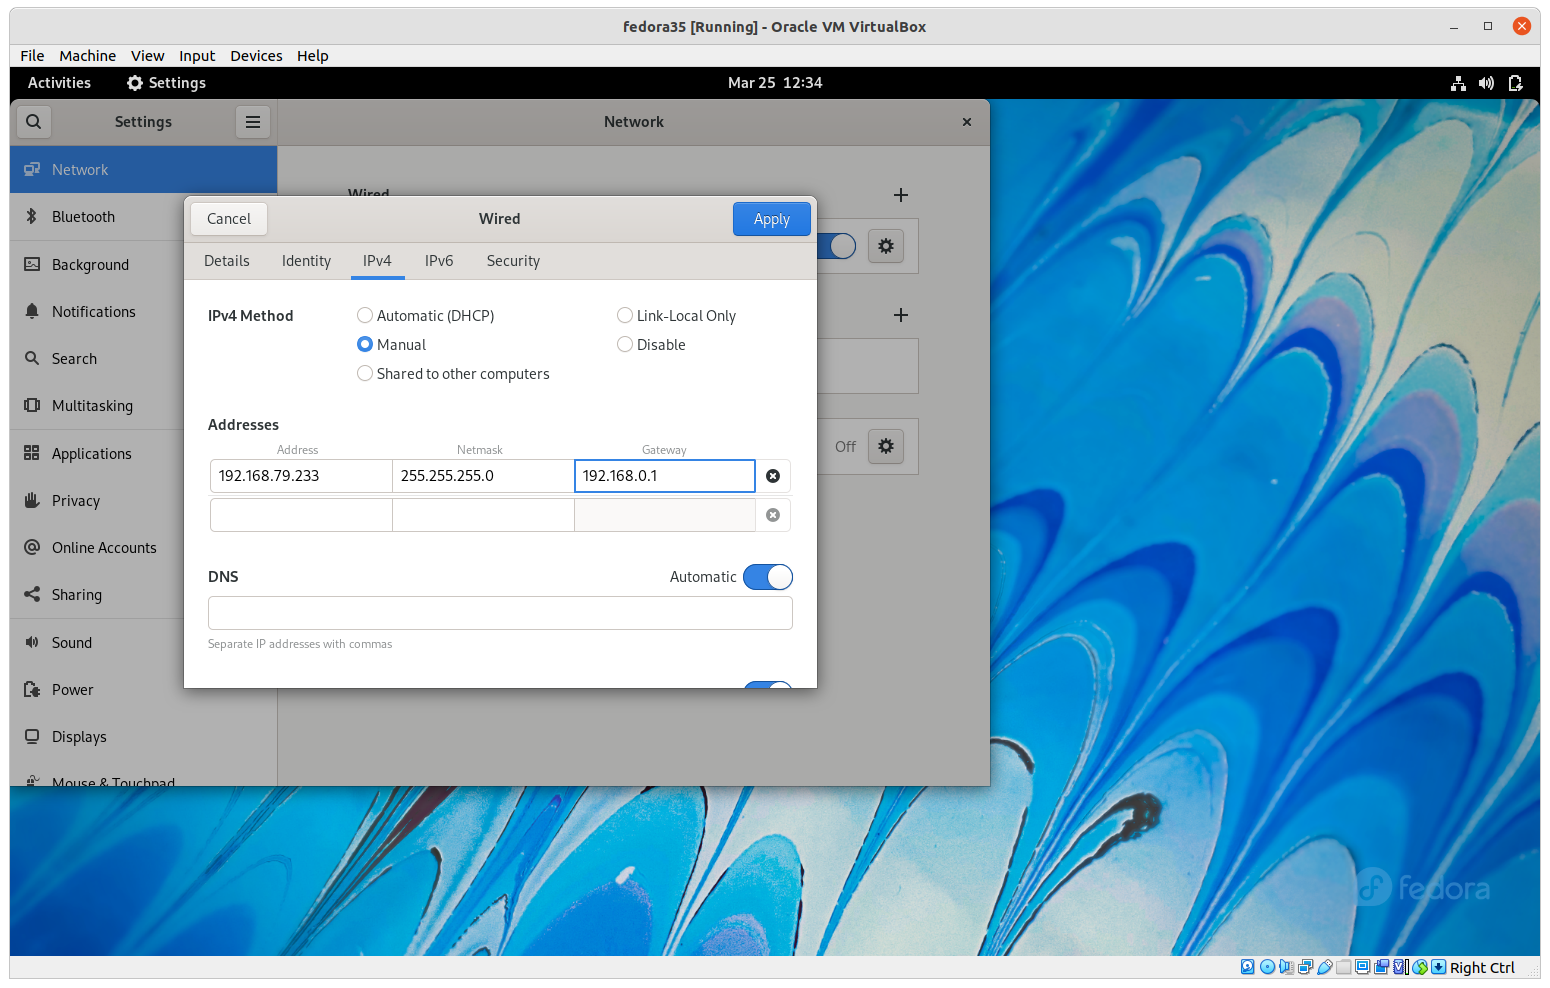 fedora35 [Running] - Oracle VM VirtualBox
File Machine View Input Devices Help
Activities Settings Mar 25 12:34
Settings Network
Network
Bluetooth
Background
Notifications
Search
Multitasking
Applications
Privacy
Online Accounts
Sharing
Sound
Power
Displays
Mouse & Touchpad
Wired
Off
Cancel Wired Apply
Details Identity IPv4 IPv6 Security
IPv4 Method Automatic (DHCP) Link-Local Only
Manual Disable
Shared to other computers
Addresses
Address Netmask Gateway
192.168.79.233 255.255.255.0 192.168.0.1
DNS Automatic
Separate IP addresses with commas
fedora
Right Ctrl